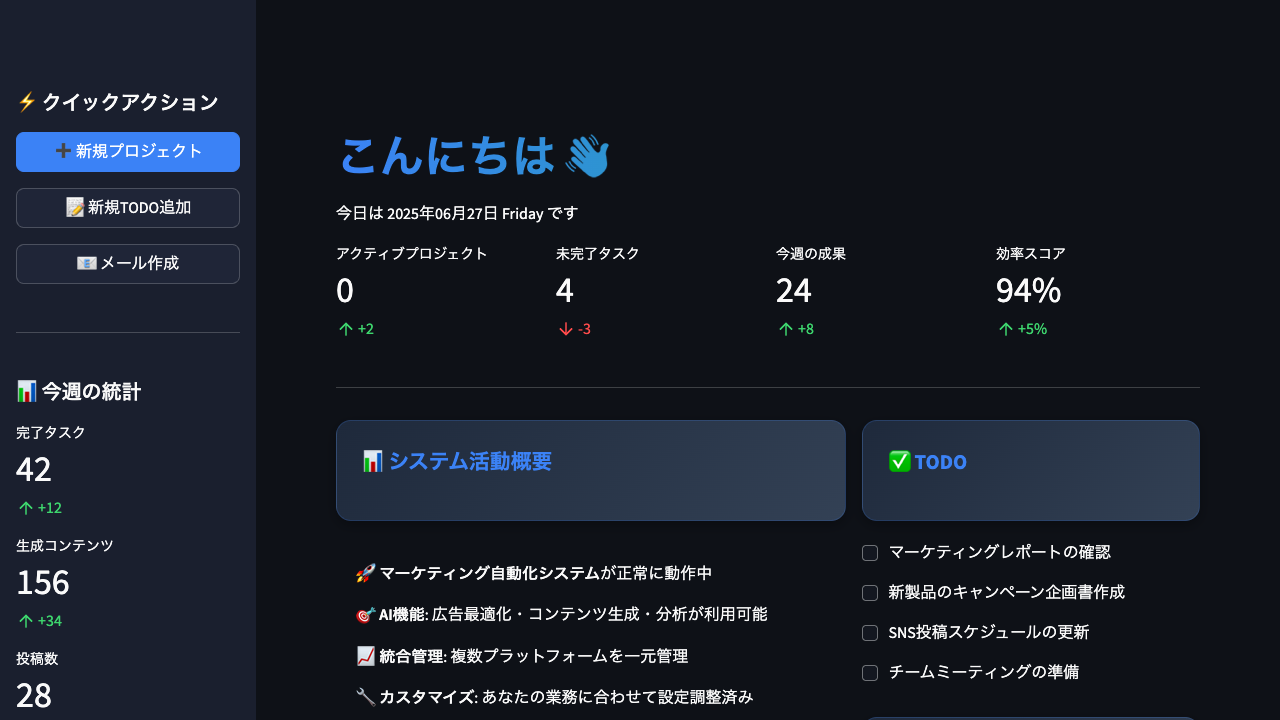 ⚡ クイックアクション
➕ 新規プロジェクト
📝 新規TODO追加
📧 メール作成
📊 今週の統計
完了タスク
42
↑ +12
生成コンテンツ
156
↑ +34
投稿数
28
こんにちは 👋
今日は 2025年06月27日 Friday です
アクティブプロジェクト
0
↑ +2
未完了タスク
4
↓ -3
今週の成果
24
↑ +8
効率スコア
94%
↑ +5%
📊 システム活動概要
🚀 マーケティング自動化システムが正常に動作中
🎯 AI機能: 広告最適化・コンテンツ生成・分析が利用可能
📈 統合管理: 複数プラットフォームを一元管理
🔧 カスタマイズ: あなたの業務に合わせて設定調整済み
✅ TODO
マーケティングレポートの確認
新製品のキャンペーン企画書作成
SNS投稿スケジュールの更新
チームミーティングの準備